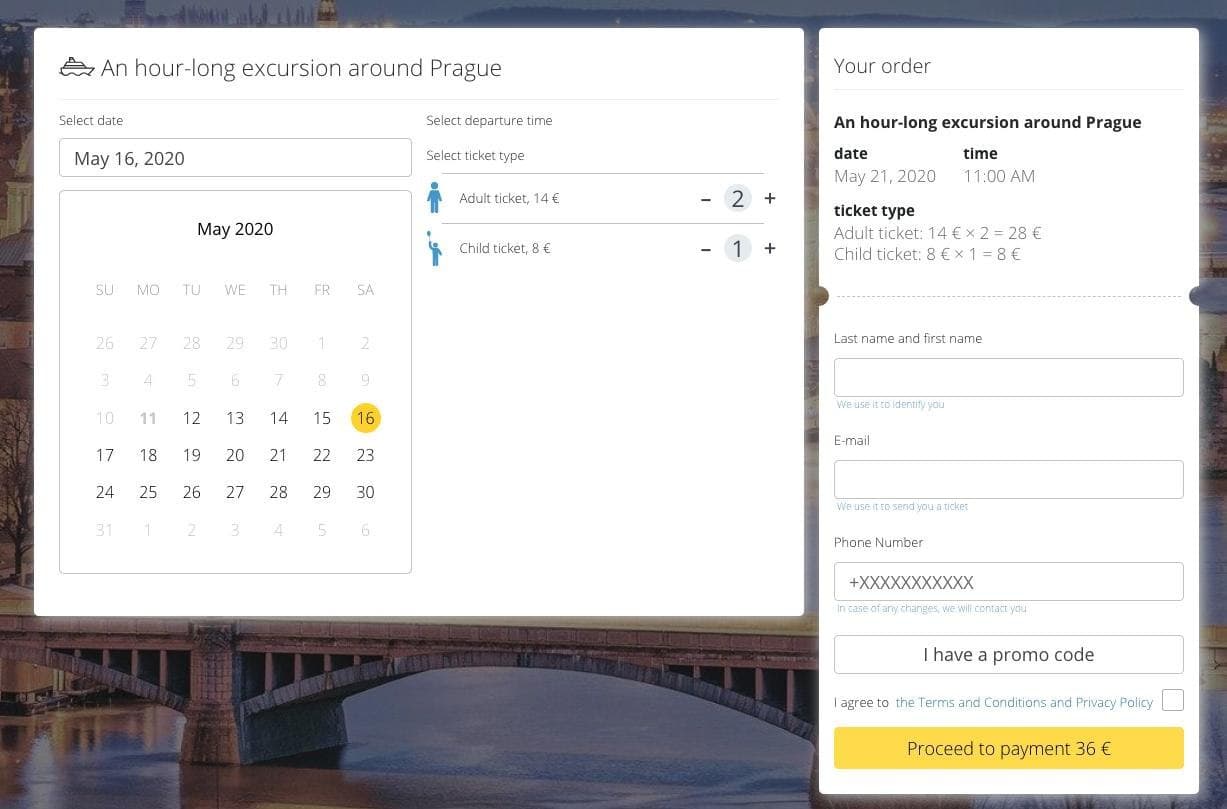 An hour-long excursion around Prague
Select date
May 16, 2020
May 2020
SU MO TU WE TH FR SA
26 27 28 29 30 1 2
3 4 5 6 7 8 9
10 11 12 13 14 15 16
17 18 19 20 21 22 23
24 25 26 27 28 29 30
31 1 2 3 4 5 6
Select departure time
Select ticket type
Adult ticket, 14 € – 2 +
Child ticket, 8 € – 1 +
Your order
An hour-long excursion around Prague
date time
May 21, 2020 11:00 AM
ticket type
Adult ticket: 14 € × 2 = 28 €
Child ticket: 8 € × 1 = 8 €
Last name and first name
We use it to identify you
E-mail
We use it to send you a ticket
Phone Number
+XXXXXXXXXXX
In case of any changes, we will contact you
I have a promo code
I agree to the Terms and Conditions and Privacy Policy
Proceed to payment 36 €